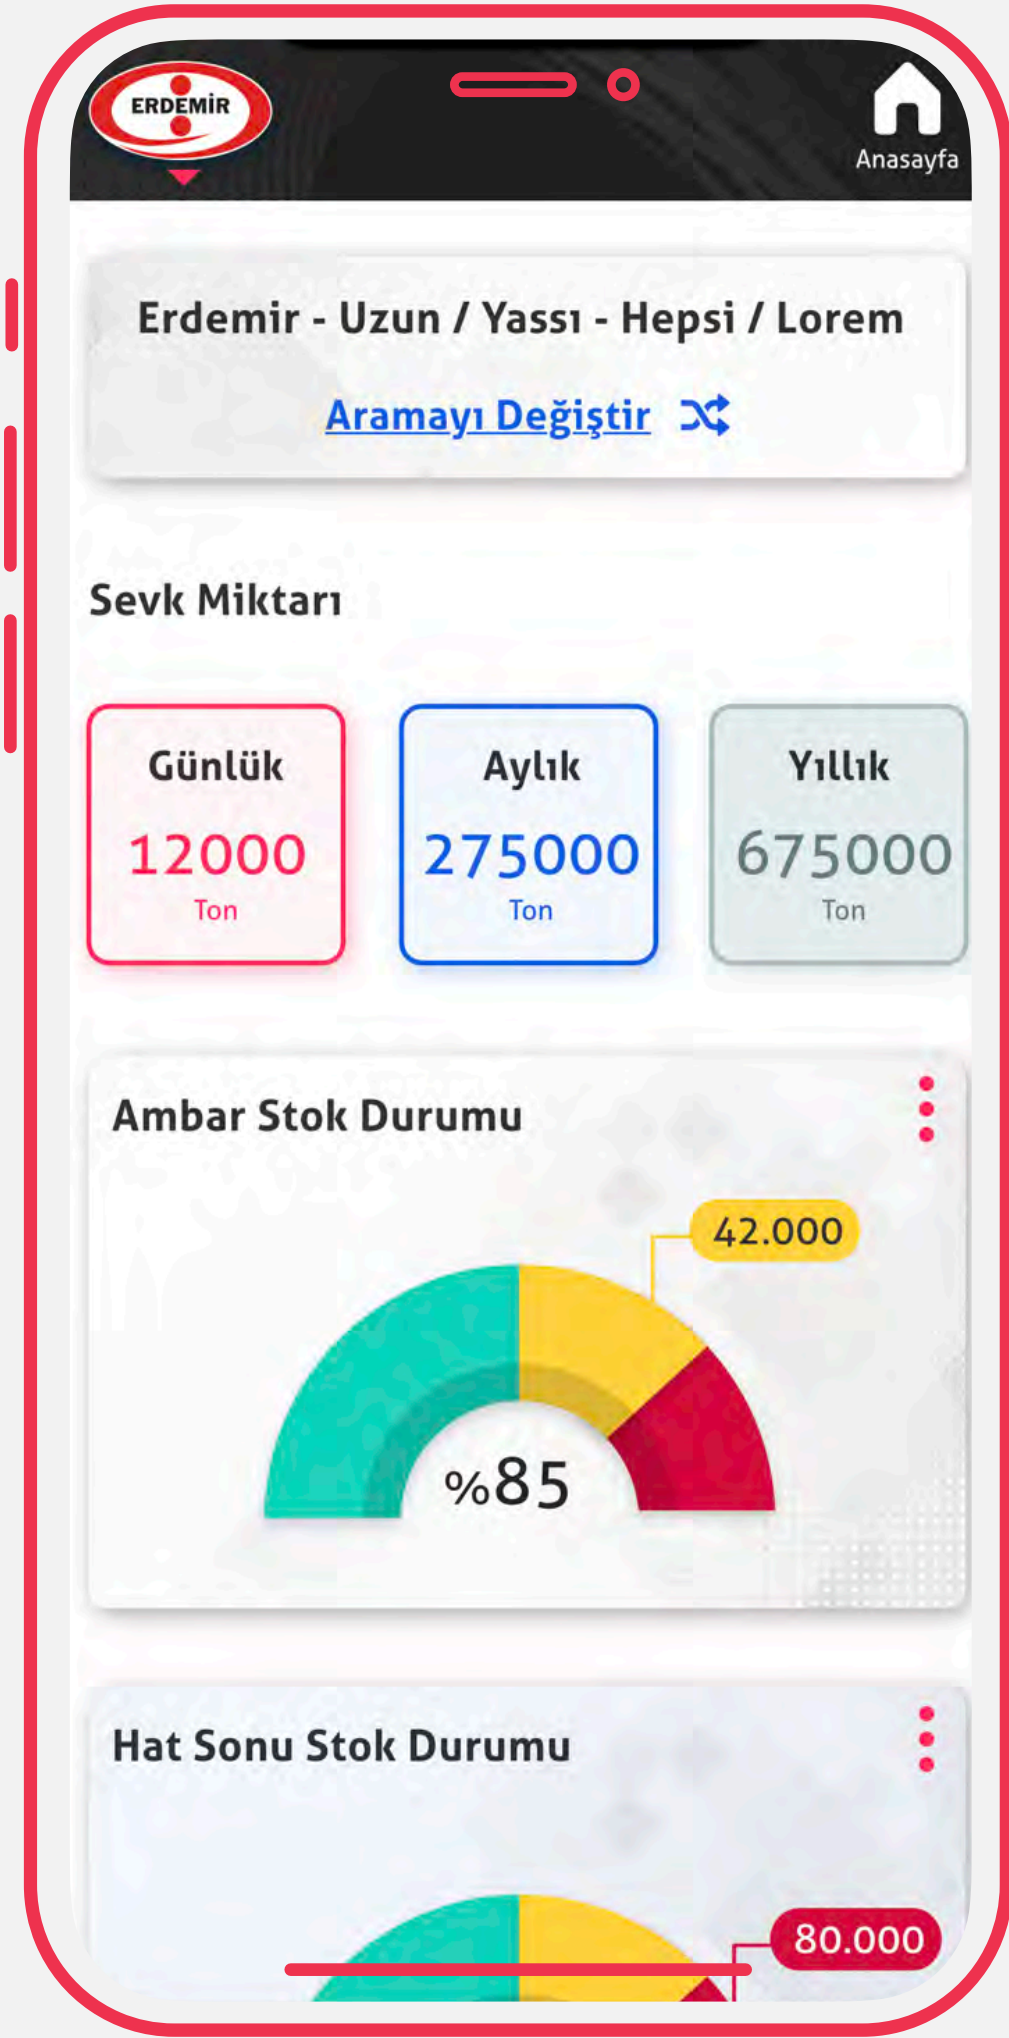 ERDEMİR
Anasayfa
Erdemir - Uzun / Yassı - Hepsi / Lorem
Aramayı Değiştir
Sevk Miktarı
Günlük
12000
Ton
Aylık
275000
Ton
Yıllık
675000
Ton
Ambar Stok Durumu
42.000
%85
Hat Sonu Stok Durumu
80.000